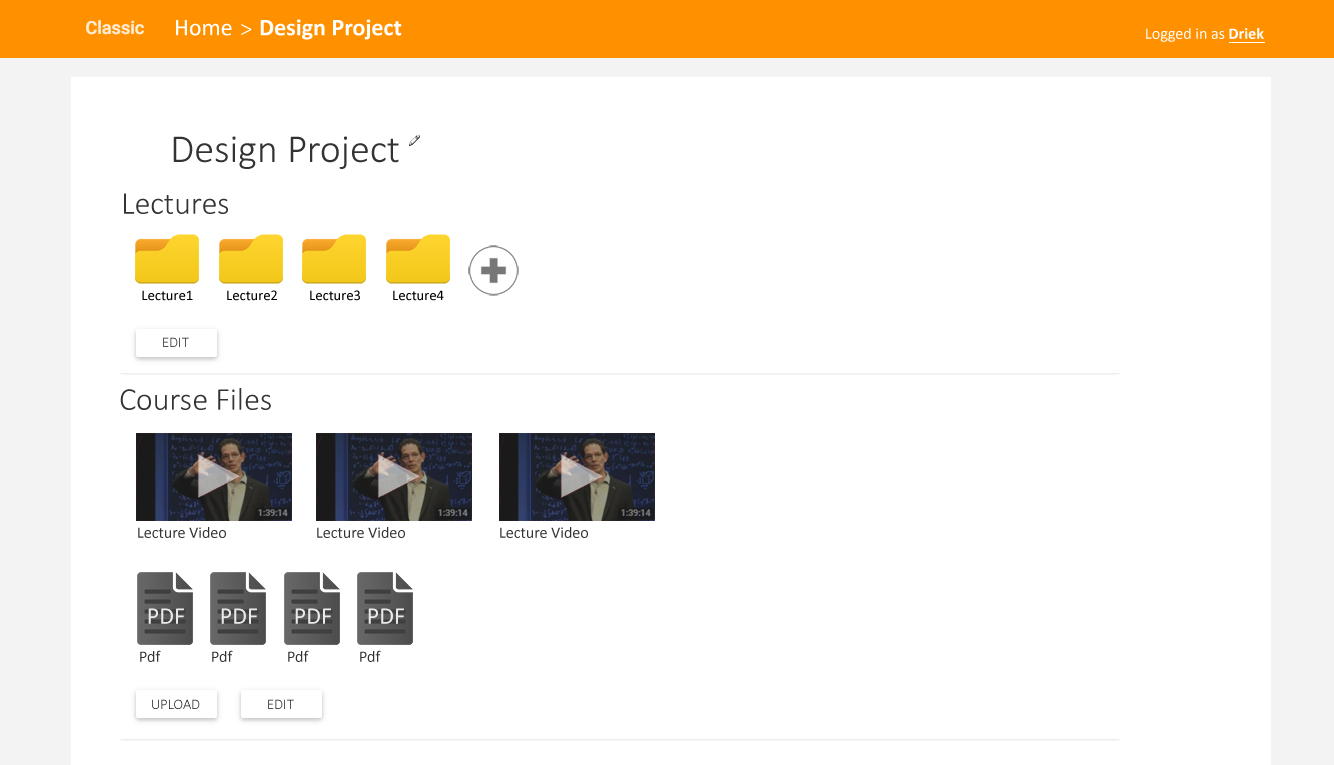 Classic
Home > Design Project
Logged in as Driek
Design Project
Lectures
Lecture1 Lecture2 Lecture3 Lecture4
EDIT
Course Files
1:39:14 1:39:14 1:39:14
Lecture Video Lecture Video Lecture Video
PDF PDF PDF PDF
Pdf Pdf Pdf Pdf
UPLOAD EDIT